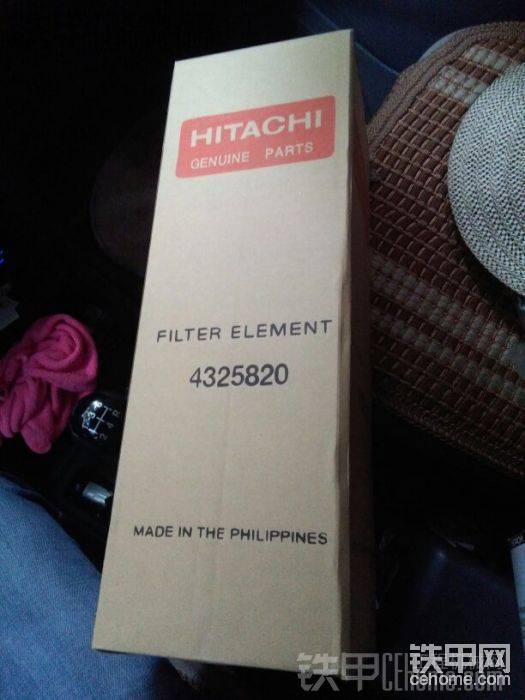 HITACHI
GENUINE PARTS
FILTER ELEMENT
4325820
MADE IN THE PHILIPPINES
铁甲网
cehome.com